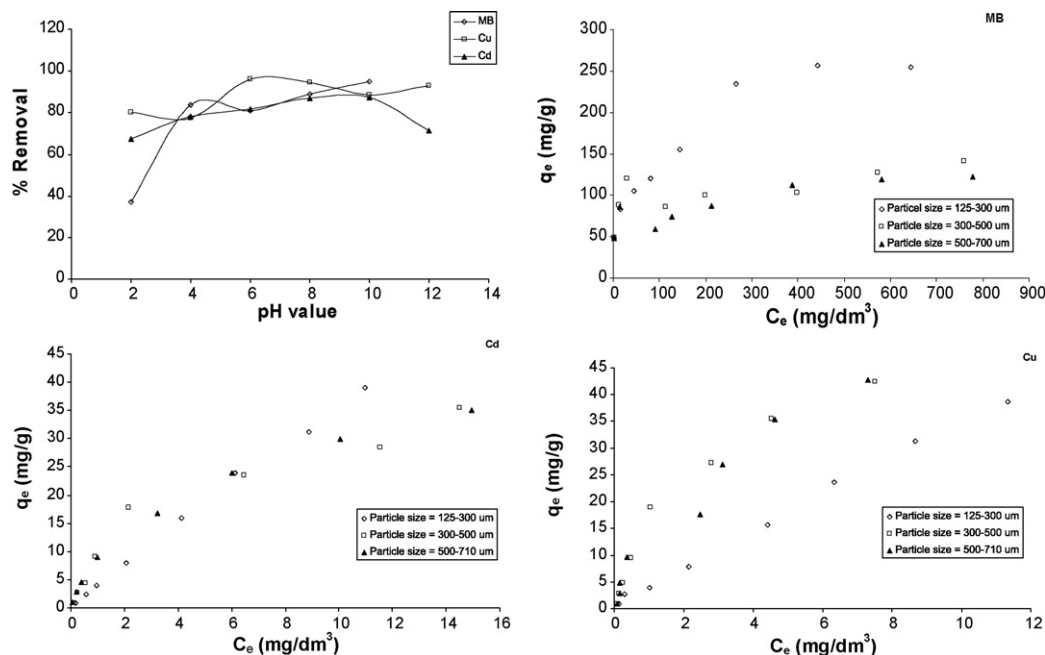 120
100
80
60
40
20
0
% Removal
0 2 4 6 8 10 12 14
pH value
MB
Cu
Cd
MB
300
250
200
150
100
50
0
qe (mg/g)
0 100 200 300 400 500 600 700 800 900
Ce (mg/dm3)
Particel size = 125-300 um
Particle size = 300-500 um
Particle size = 500-700 um
Cd
45
40
35
30
25
20
15
10
5
0
qe (mg/g)
0 2 4 6 8 10 12 14 16
Ce (mg/dm3)
Particle size = 125-300 um
Particle size = 300-500 um
Particle size = 500-710 um
Cu
45
40
35
30
25
20
15
10
5
0
qe (mg/g)
0 2 4 6 8 10 12
Ce (mg/dm3)
Particle size = 125-300 um
Particle size = 300-500 um
Particle size = 500-710 um